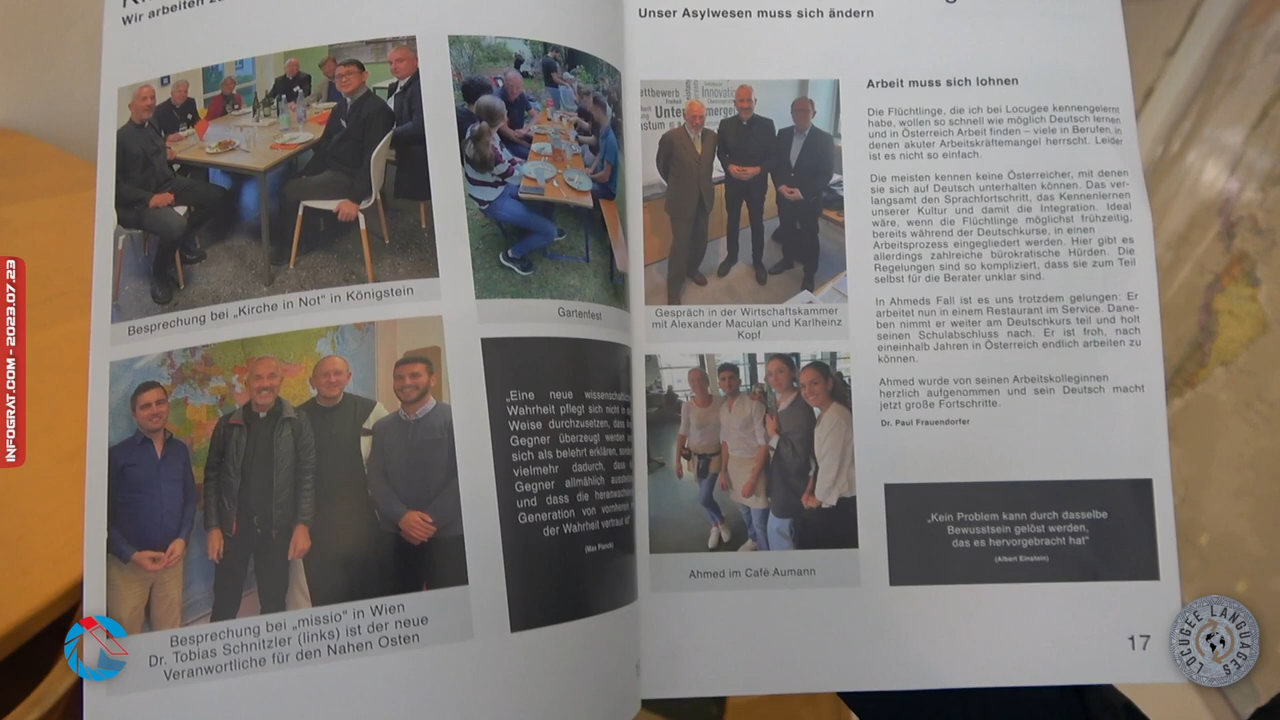 Wir arbeiten
Besprechung bei „Kirche in Not" in Königstein
Gartenfest
Besprechung bei „missio" in Wien
Dr. Tobias Schnitzler (links) ist der neue
Veranwortliche für den Nahen Osten
„Eine neue
Wahrheit pflegt sich nicht in
Weise durchzusetzen, dass
Gegner überzeugt werden
sich als belehrt erklären,
vielmehr dadurch, dass
Gegner allmählich
und dass die
Generation von vornherein
der Wahrheit vertraut ist"
(Max Planck)
Unser Asylwesen muss sich ändern
Innovation
Gespräch in der Wirtschaftskammer
mit Alexander Maculan und Karlheinz
Kopf
Ahmed im Café Aumann
Arbeit muss sich lohnen
Die Flüchtlinge, die ich bei Locugee kennengelernt
habe, wollen so schnell wie möglich Deutsch lernen
und in Österreich Arbeit finden – viele in Berufen, in
denen akuter Arbeitskräftemangel herrscht. Leider
ist es nicht so einfach.
Die meisten kennen keine Österreicher, mit denen
sie sich auf Deutsch unterhalten können. Das ver-
langsamt den Sprachfortschritt, das Kennenlernen
unserer Kultur und damit die Integration. Ideal
wäre, wenn die Flüchtlinge möglichst frühzeitig,
bereits während der Deutschkurse, in einen
Arbeitsprozess eingegliedert werden. Hier gibt es
allerdings zahlreiche bürokratische Hürden. Die
Regelungen sind so kompliziert, dass sie zum Teil
selbst für die Berater unklar sind.
In Ahmeds Fall ist es uns trotzdem gelungen: Er
arbeitet nun in einem Restaurant im Service. Dane-
ben nimmt er weiter am Deutschkurs teil und holt
seinen Schulabschluss nach. Er ist froh, nach
eineinhalb Jahren in Österreich endlich arbeiten zu
können.
Ahmed wurde von seinen Arbeitskolleginnen
herzlich aufgenommen und sein Deutsch macht
jetzt große Fortschritte.
Dr. Paul Frauendorfer
„Kein Problem kann durch dasselbe
Bewusstsein gelöst werden,
das es hervorgebracht hat"
(Albert Einstein)
17
INFOGRAT.COM - 2023.07.23
LOCUGEE LANGUAGES